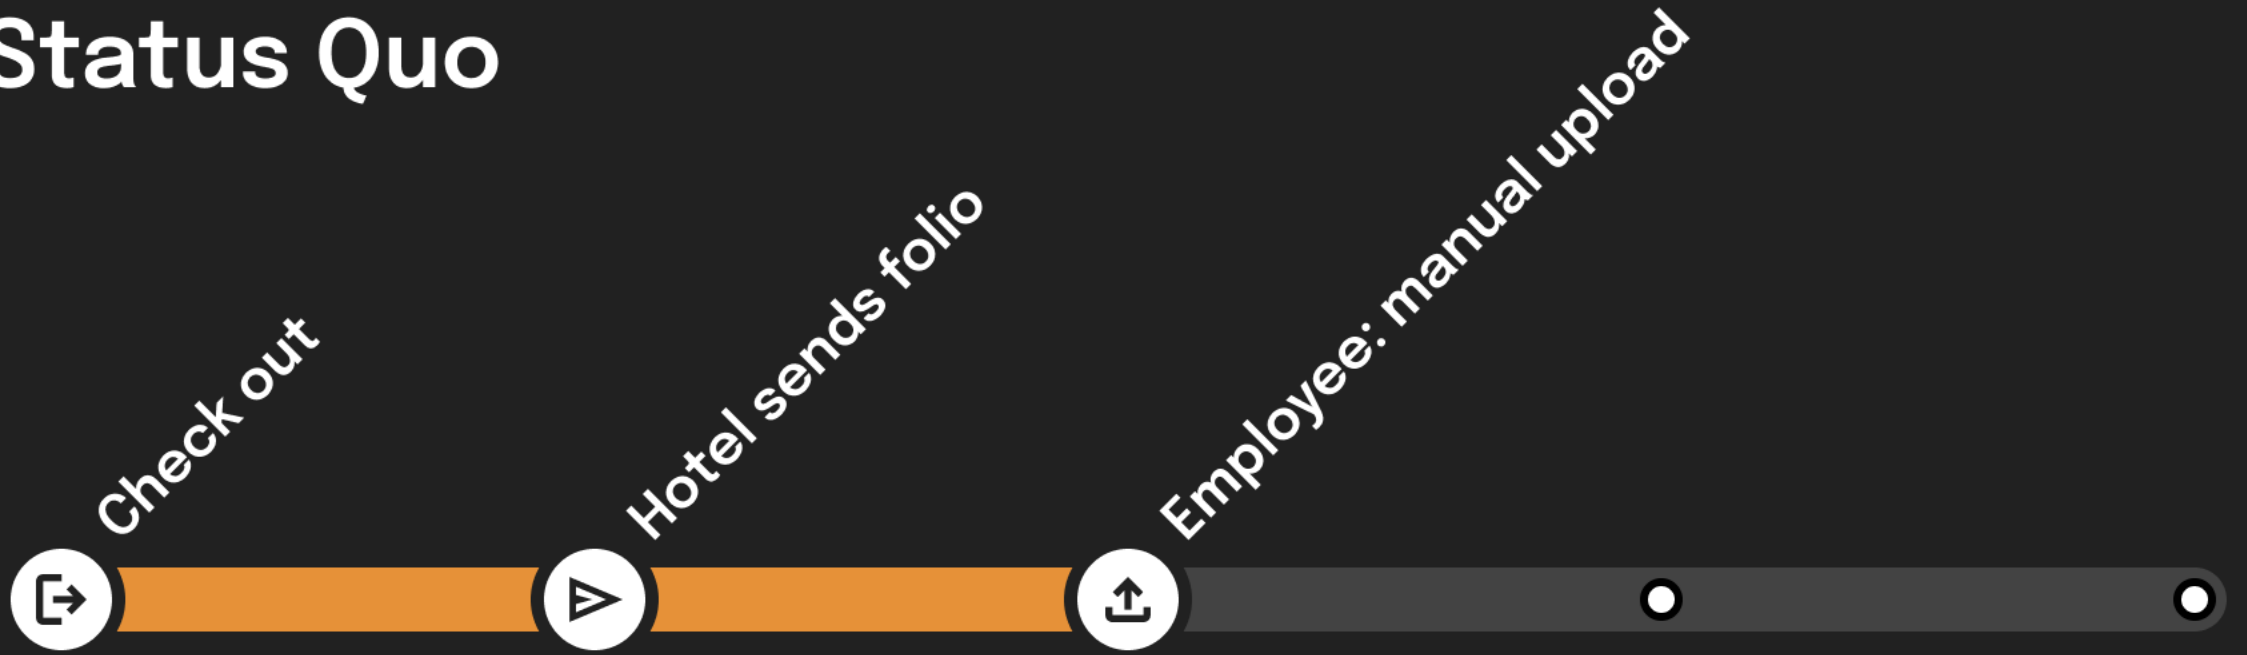 Status Quo
Check out
Hotel sends folio
Employee: manual upload